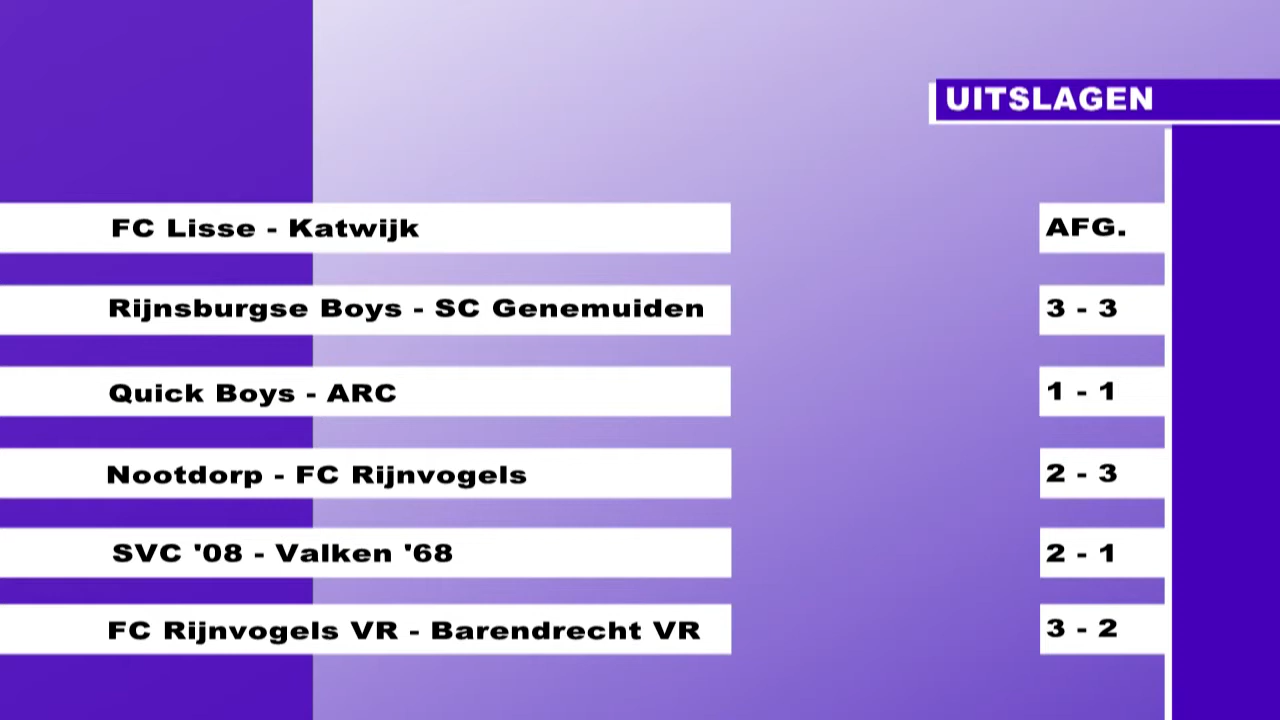 UITSLAGEN
FC Lisse - Katwijk AFG.
Rijnsburgse Boys - SC Genemuiden 3 - 3
Quick Boys - ARC 1 - 1
Nootdorp - FC Rijnvogels 2 - 3
SVC '08 - Valken '68 2 - 1
FC Rijnvogels VR - Barendrecht VR 3 - 2